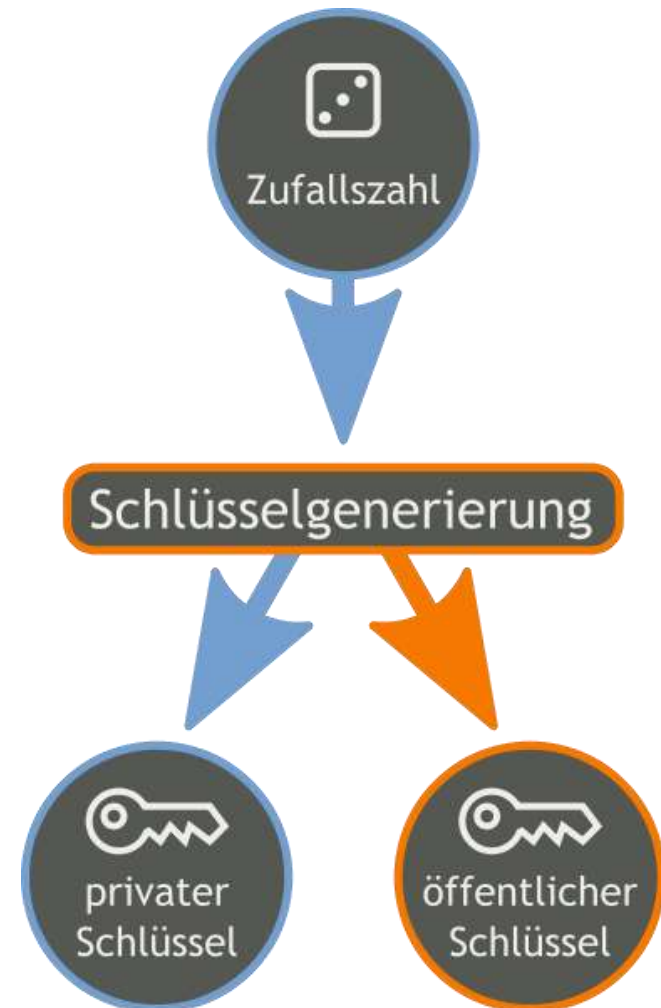 Zufallszahl
Schlüsselgenerierung
privater
Schlüssel
öffentlicher
Schlüssel